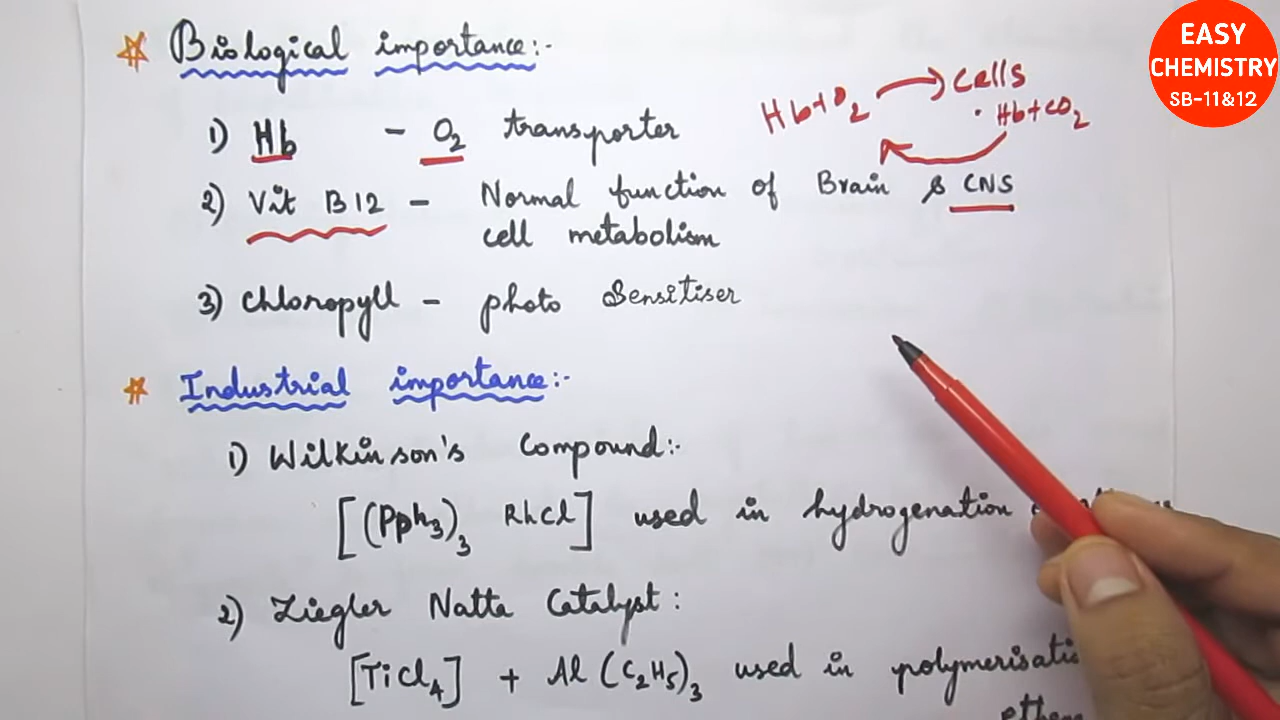 EASY
CHEMISTRY
SB-11&12
Biological importance:-
Hb+O2 → cells
Hb+CO2
1) Hb - O2 transporter
2) Vit B12 - Normal function of Brain & CNS
cell metabolism
3) Chloropyll - photo Sensitiser
Industrial importance:-
1) Wilkinson's Compound:-
[(Pph3)3 RhCl] used in hydrogenation
2) Ziegler Natta Catalyst:
[TiCl4] + Al (C2H5)3 used in